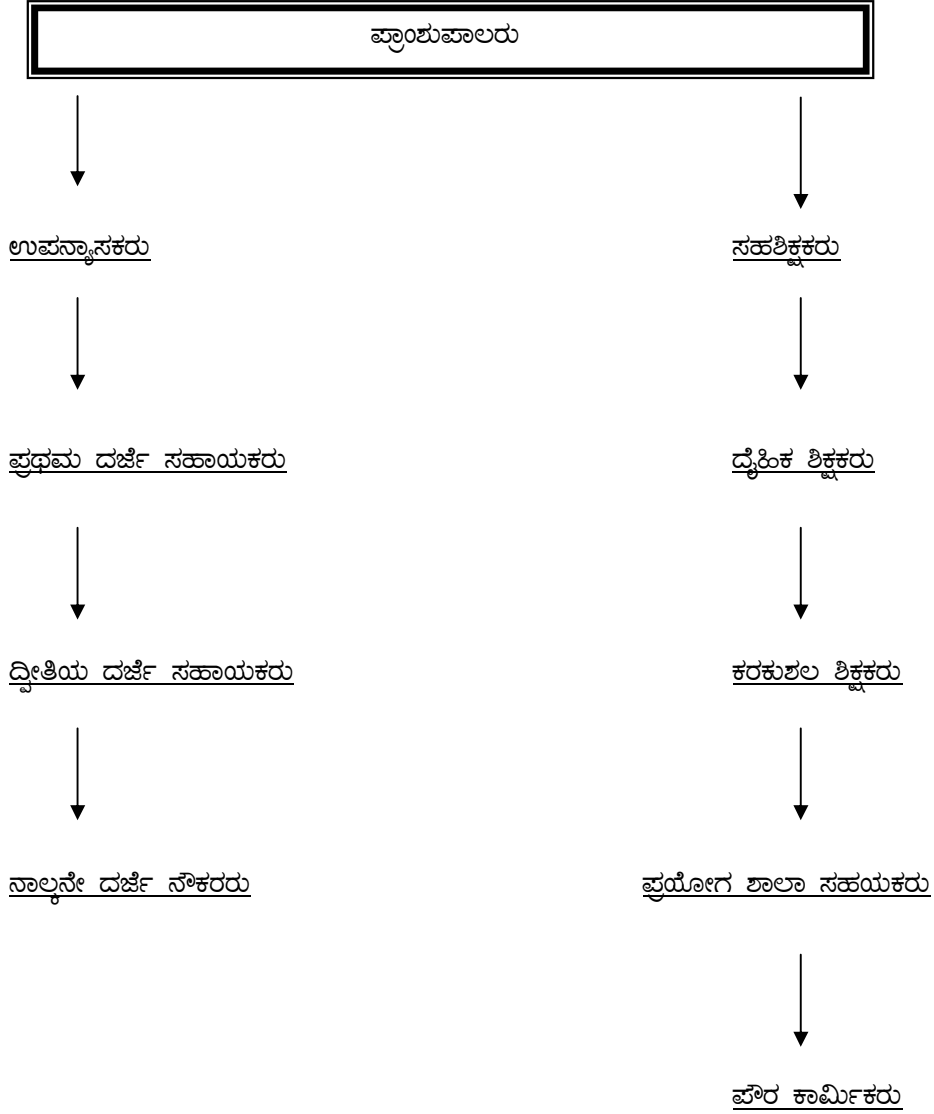 ಪ್ರಾಂಶುಪಾಲರು
ಉಪನ್ಯಾಸಕರು
ಸಹಶಿಕ್ಷಕರು
ಪ್ರಥಮ ದರ್ಜೆ ಸಹಾಯಕರು
ದೈಹಿಕ ಶಿಕ್ಷಕರು
ದ್ವಿತೀಯ ದರ್ಜೆ ಸಹಾಯಕರು
ಕರಕುಶಲ ಶಿಕ್ಷಕರು
ನಾಲ್ಕನೇ ದರ್ಜೆ ನೌಕರರು
ಪ್ರಯೋಗ ಶಾಲಾ ಸಹಯಕರು
ಪೌರ ಕಾರ್ಮಿಕರು